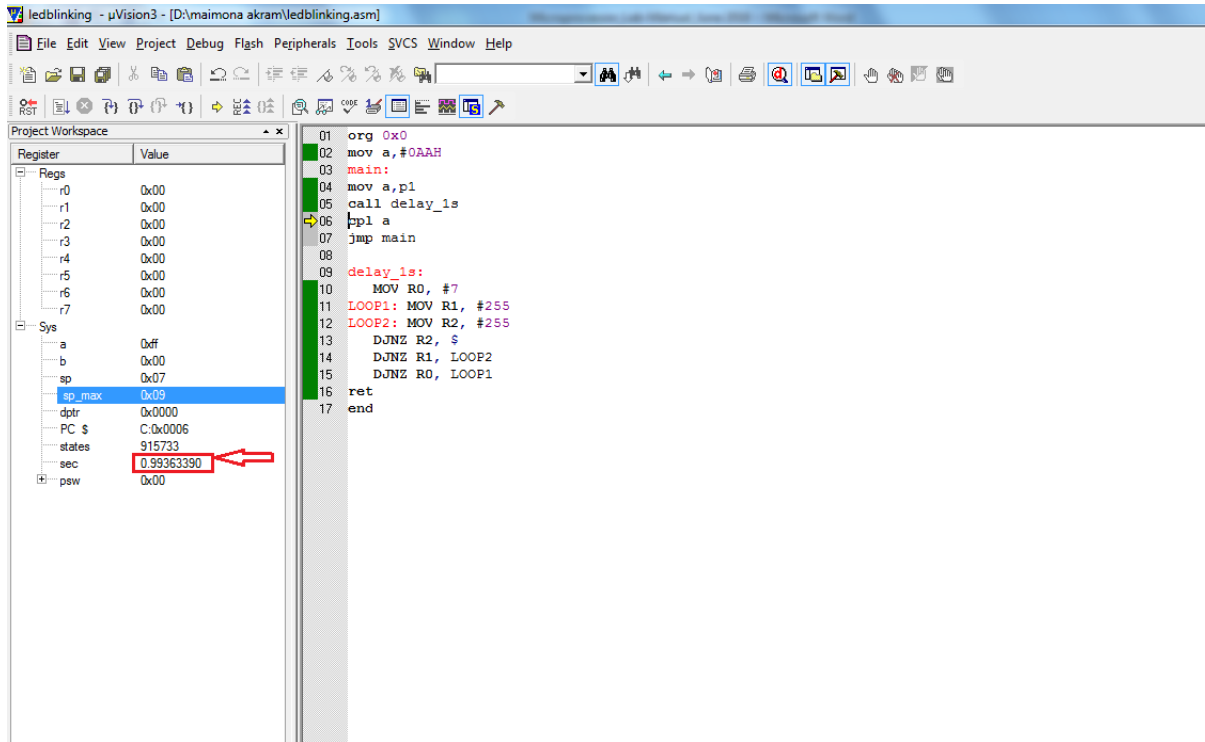 ledblinking - µVision3 - [D:\maimona akram\ledblinking.asm]
File Edit View Project Debug Flash Peripherals Tools SVCS Window Help
RST
CODE
Project Workspace
Register Value
Regs
r0 0x00
r1 0x00
r2 0x00
r3 0x00
r4 0x00
r5 0x00
r6 0x00
r7 0x00
Sys
a 0xff
b 0x00
sp 0x07
sp_max 0x09
dptr 0x0000
PC $ C:0x0006
states 915733
sec 0.99363390
psw 0x00
01 org 0x0
02 mov a,#0AAH
03 main:
04 mov a,p1
05 call delay_1s
06 cpl a
07 jmp main
08
09 delay_1s:
10 MOV R0, #7
11 LOOP1: MOV R1, #255
12 LOOP2: MOV R2, #255
13 DJNZ R2, $
14 DJNZ R1, LOOP2
15 DJNZ R0, LOOP1
16 ret
17 end